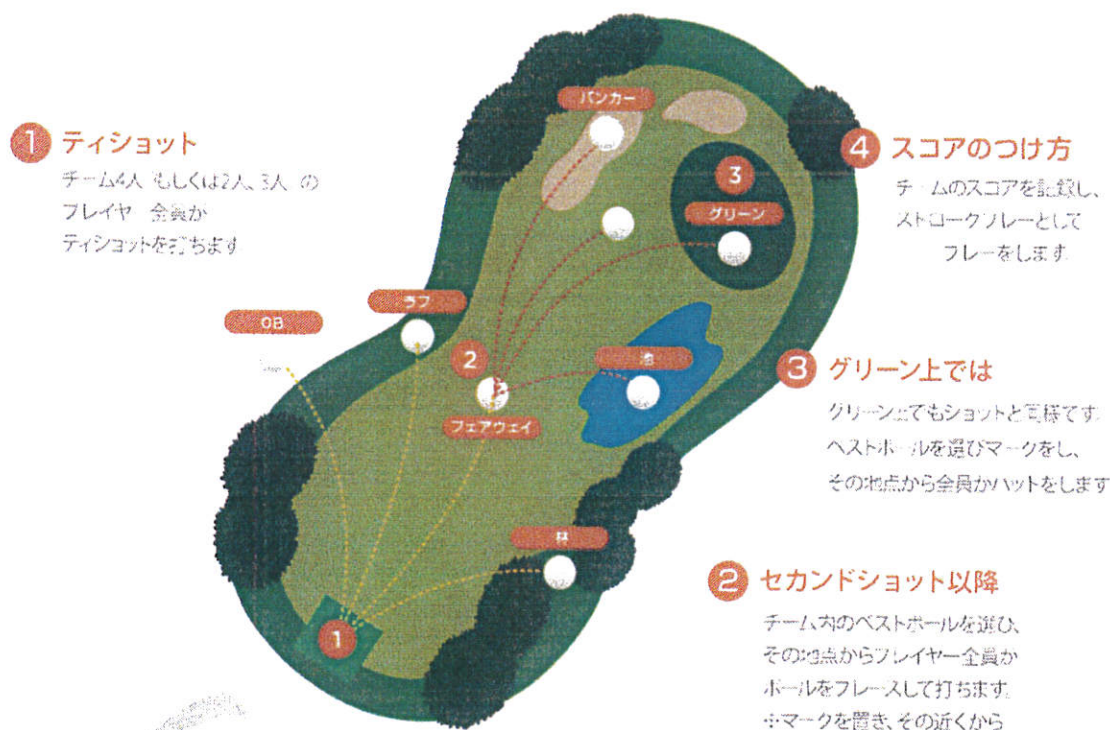 1 ティショット
チーム4人 もしくは2人、3人 の
プレイヤー 全員が
ティショットを打ちます
OB
ラフ
バンカー
3
グリーン
2
フェアウェイ
池
林
1
4 スコアのつけ方
チームのスコアを記録し、
ストロークプレーとして
プレーをします
3 グリーン上では
グリーン上でもショットと同様です
ベストボールを選びマークをし、
その地点から全員がパットをします
2 セカンドショット以降
チーム内のベストボールを選び、
その地点からプレイヤー全員が
ボールをプレースして打ちます
※マークを置き、その近くから